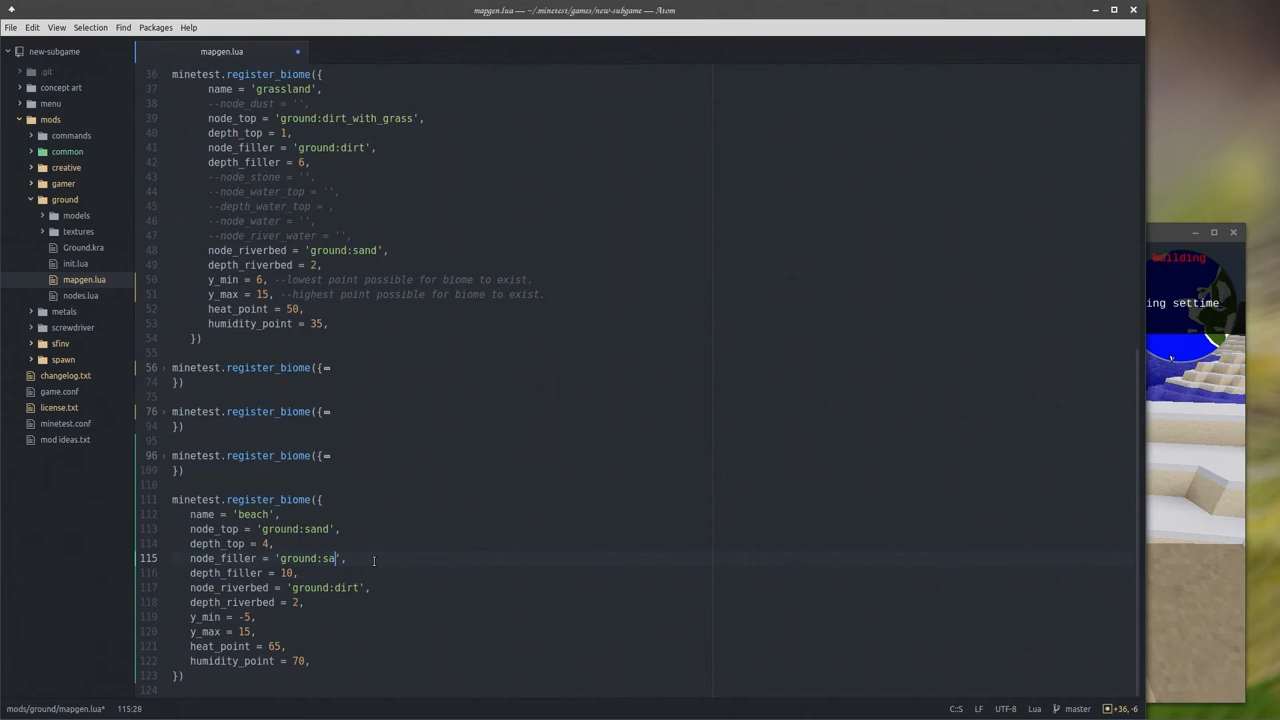 mapgen.lua — ~/.minetest/games/new-subgame — Atom
File Edit View Selection Find Packages Help
new-subgame
.git
concept art
menu
mods
commands
common
creative
gamer
ground
models
textures
Ground.kra
init.lua
mapgen.lua
nodes.lua
metals
screwdriver
sfinv
spawn
changelog.txt
game.conf
license.txt
minetest.conf
mod ideas.txt
mapgen.lua
36 minetest.register_biome({
37 name = 'grassland',
38 --node_dust = '',
39 node_top = 'ground:dirt_with_grass',
40 depth_top = 1,
41 node_filler = 'ground:dirt',
42 depth_filler = 6,
43 --node_stone = '',
44 --node_water_top = '',
45 --depth_water_top = ,
46 --node_water = '',
47 --node_river_water = '',
48 node_riverbed = 'ground:sand',
49 depth_riverbed = 2,
50 y_min = 6, --lowest point possible for biome to exist.
51 y_max = 15, --highest point possible for biome to exist.
52 heat_point = 50,
53 humidity_point = 35,
54 })
55
56 minetest.register_biome({
74 })
75
76 minetest.register_biome({
94 })
95
96 minetest.register_biome({
109 })
110
111 minetest.register_biome({
112 name = 'beach',
113 node_top = 'ground:sand',
114 depth_top = 4,
115 node_filler = 'ground:sa',
116 depth_filler = 10,
117 node_riverbed = 'ground:dirt',
118 depth_riverbed = 2,
119 y_min = -5,
120 y_max = 15,
121 heat_point = 65,
122 humidity_point = 70,
123 })
124
mods/ground/mapgen.lua* 115:28 C::S LF UTF-8 Lua master +36, -6
building
ing settime